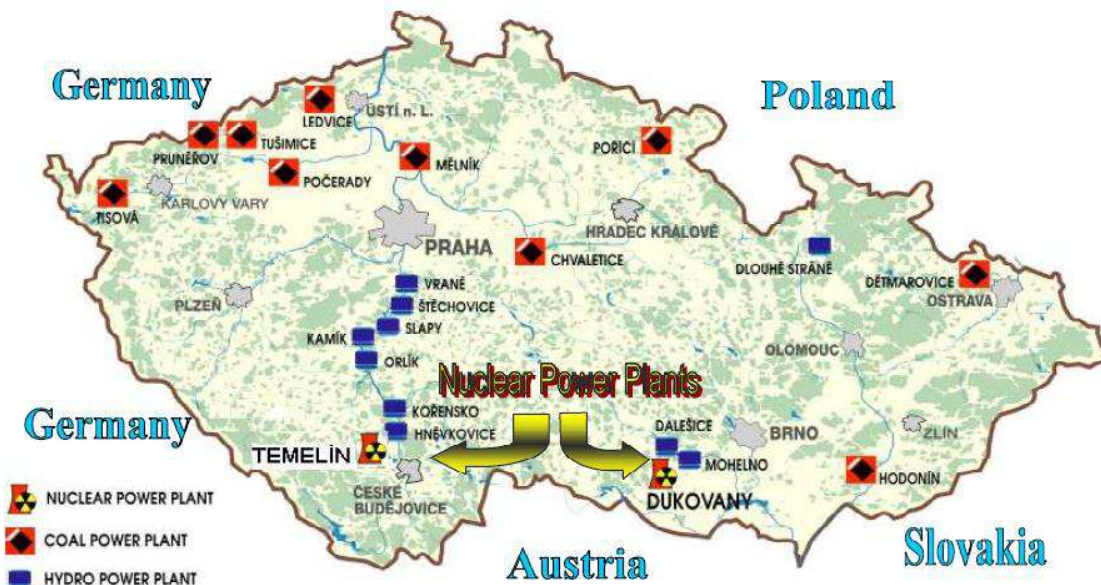 Germany
Poland
LEDVICE
ÚSTÍ n. L.
PRUNÉŘOV
TUŠIMICE
POČERADY
MĚLNÍK
POŘÍČÍ
TISOVÁ
KARLOVY VARY
PRAHA
HRADEC KRÁLOVÉ
CHVALETICE
DLOUHÉ STRÁNĚ
DĚTMAROVICE
OSTRAVA
PLZEŇ
VRANÉ
ŠTĚCHOVICE
SLAPY
KAMÍK
ORLÍK
OLOMOUC
Nuclear Power Plants
Germany
KOŘENSKO
HNĚVKOVICE
TEMELÍN
DALEŠICE
BRNO
ZLÍN
MOHELNO
HODONÍN
DUKOVANY
ČESKÉ
BUDĚJOVICE
NUCLEAR POWER PLANT
COAL POWER PLANT
HYDRO POWER PLANT
Austria
Slovakia